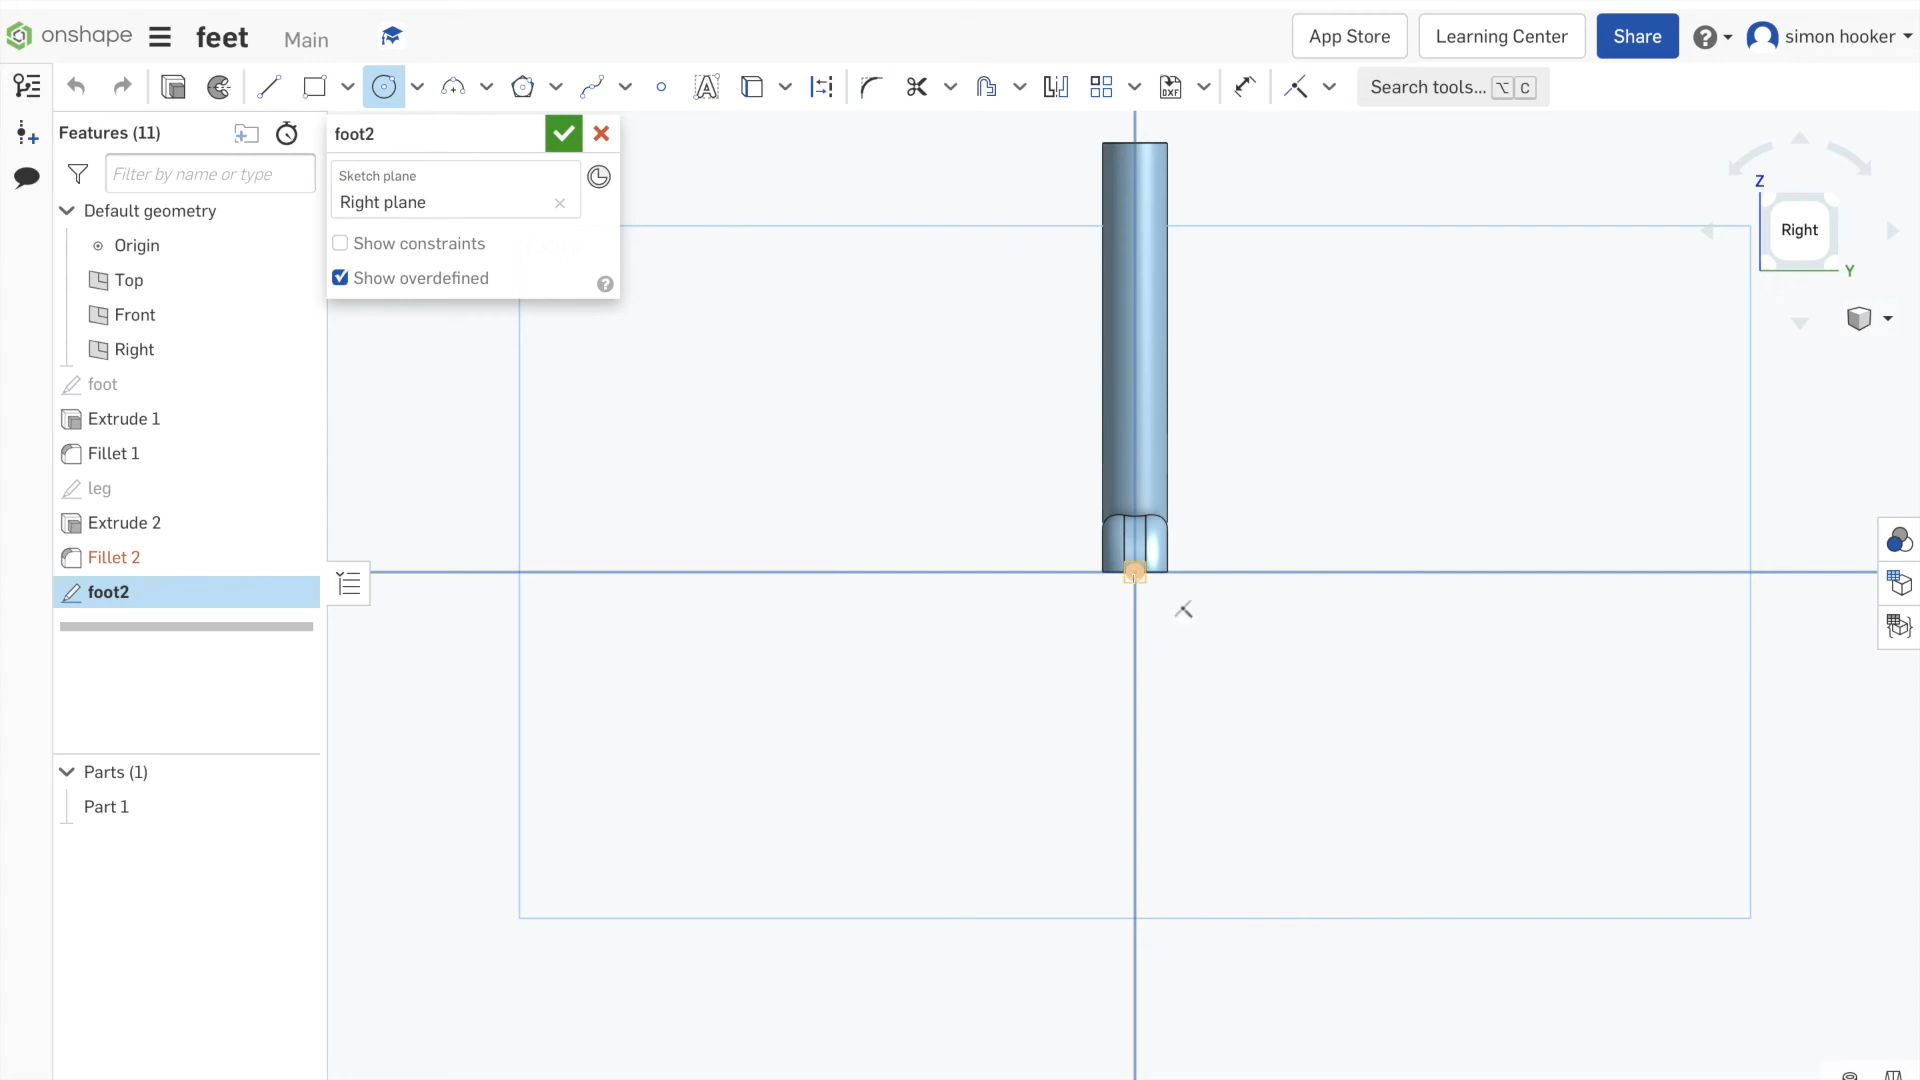 onshape
feet
Main
App Store
Learning Center
Share
simon hooker
DXF
Search tools... ⌥ C
Features (11)
Filter by name or type
Default geometry
Origin
Top
Front
Right
foot
Extrude 1
Fillet 1
leg
Extrude 2
Fillet 2
foot2
Parts (1)
Part 1
foot2
Sketch plane
Right plane
Show constraints
Show overdefined
Z
Right
Y